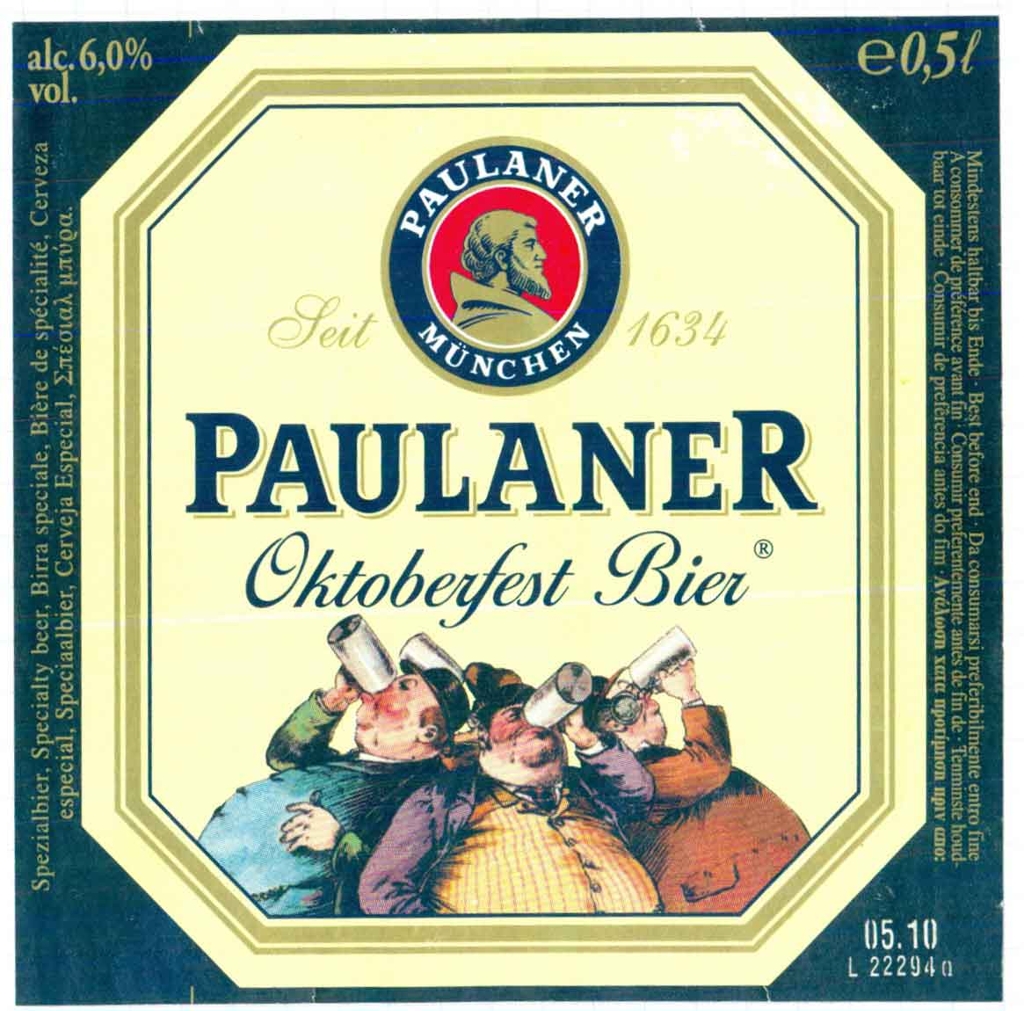 alc. 6,0%
vol.
e 0,5l
PAULANER
MÜNCHEN
Seit 1634
PAULANER
Oktoberfest Bier ®
Spezialbier, Specialty beer, Birra speciale, Bière de spécialité, Cerveza
especial, Speciaalbier, Cerveja Especial, Σπέσιαλ μπύρα.
Mindestens haltbar bis Ende · Best before end · Da consumarsi preferibilmente entro fine
A consommer de préférence avant fin · Consumir preferentemente antes de fin de · Tenminste houd-
baar tot einde · Consumir de preferência antes do fim · Ανάλωση κατα προτίμηση πριν απο:
05.10
L 22294